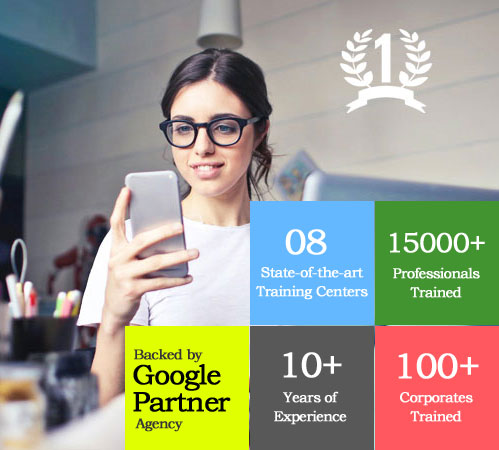 1
08
State-of-the-art
Training Centers
15000+
Professionals
Trained
Backed by
Google
Partner
Agency
10+
Years of
Experience
100+
Corporates
Trained